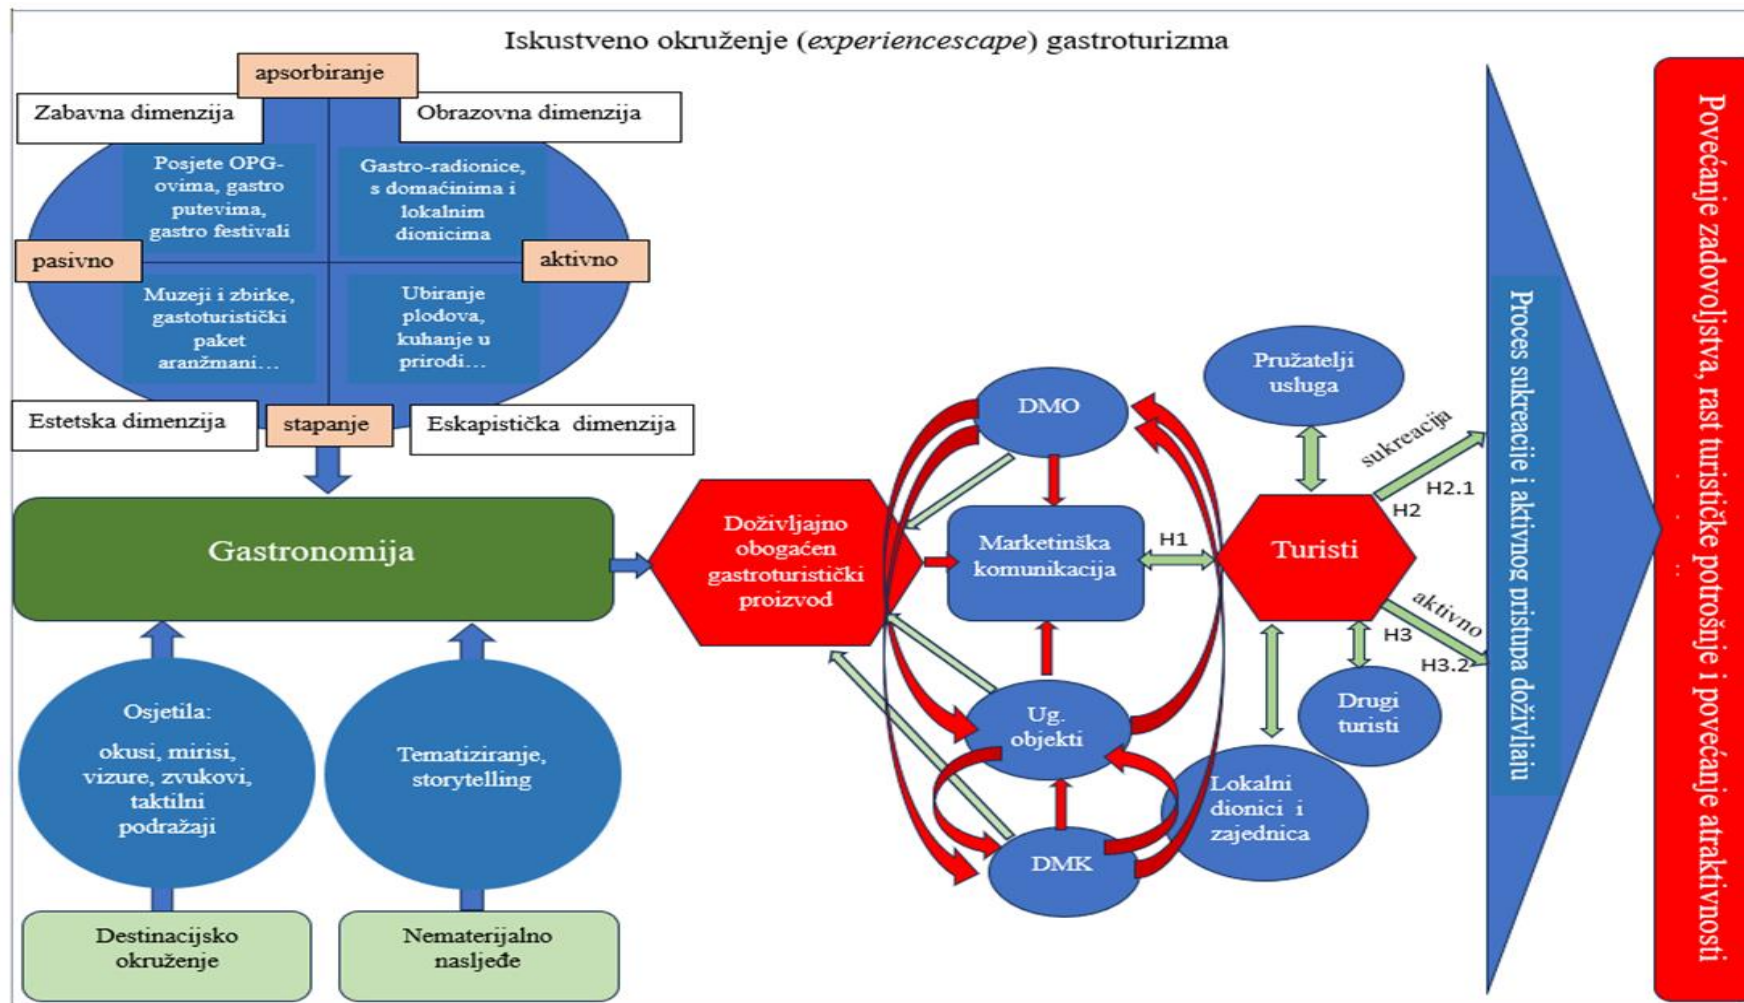 Iskustveno okruženje (experiencescape) gastroturizma
apsorbiranje
Zabavna dimenzija
Obrazovna dimenzija
Posjete OPG-
ovima, gastro
putevima,
gastro festivali
Gastro-radionice,
s domaćinima i
lokalnim
dionicima
pasivno
aktivno
Muzeji i zbirke,
gastoturistički
paket
aranžmani…
Ubiranje
plodova,
kuhanje u
prirodi…
Estetska dimenzija
stapanje
Eskapistička dimenzija
Gastronomija
Osjetila:
okusi, mirisi,
vizure, zvukovi,
taktilni
podražaji
Tematiziranje,
storytelling
Destinacijsko
okruženje
Nematerijalno
nasljeđe
Doživljajno
obogaćen
gastroturistički
proizvod
DMO
Marketinška
komunikacija
Ug.
objekti
DMK
H1
Pružatelji
usluga
Turisti
sukreacija
H2
H2.1
aktivno
H3
H3.2
Drugi
turisti
Lokalni
dionici i
zajednica
Proces sukreacije i aktivnog pristupa doživljaju
Povećanje zadovoljstva, rast turističke potrošnje i povećanje atraktivnosti